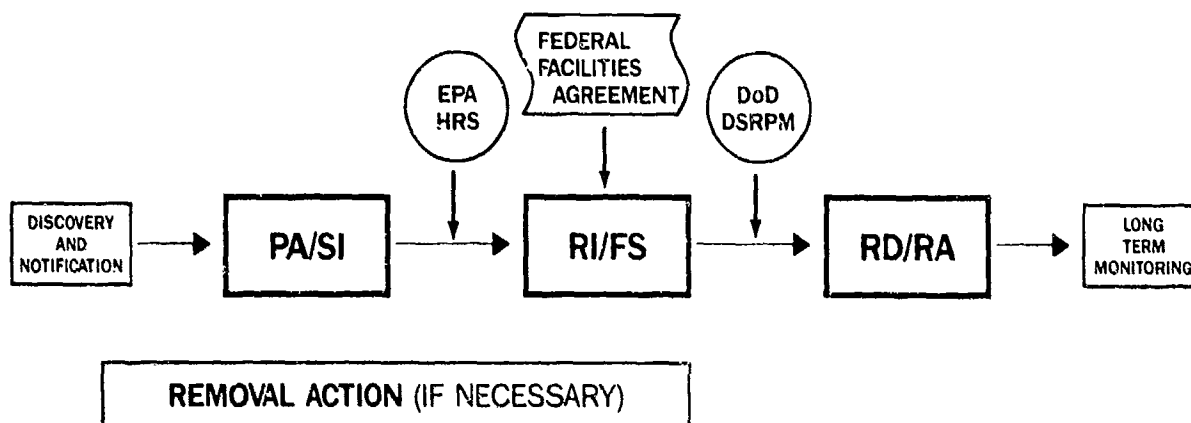 EPA
HRS
FEDERAL
FACILITIES
AGREEMENT
DoD
DSRPM
DISCOVERY
AND
NOTIFICATION
PA/SI
RI/FS
RD/RA
LONG
TERM
MONITORING
REMOVAL ACTION (IF NECESSARY)